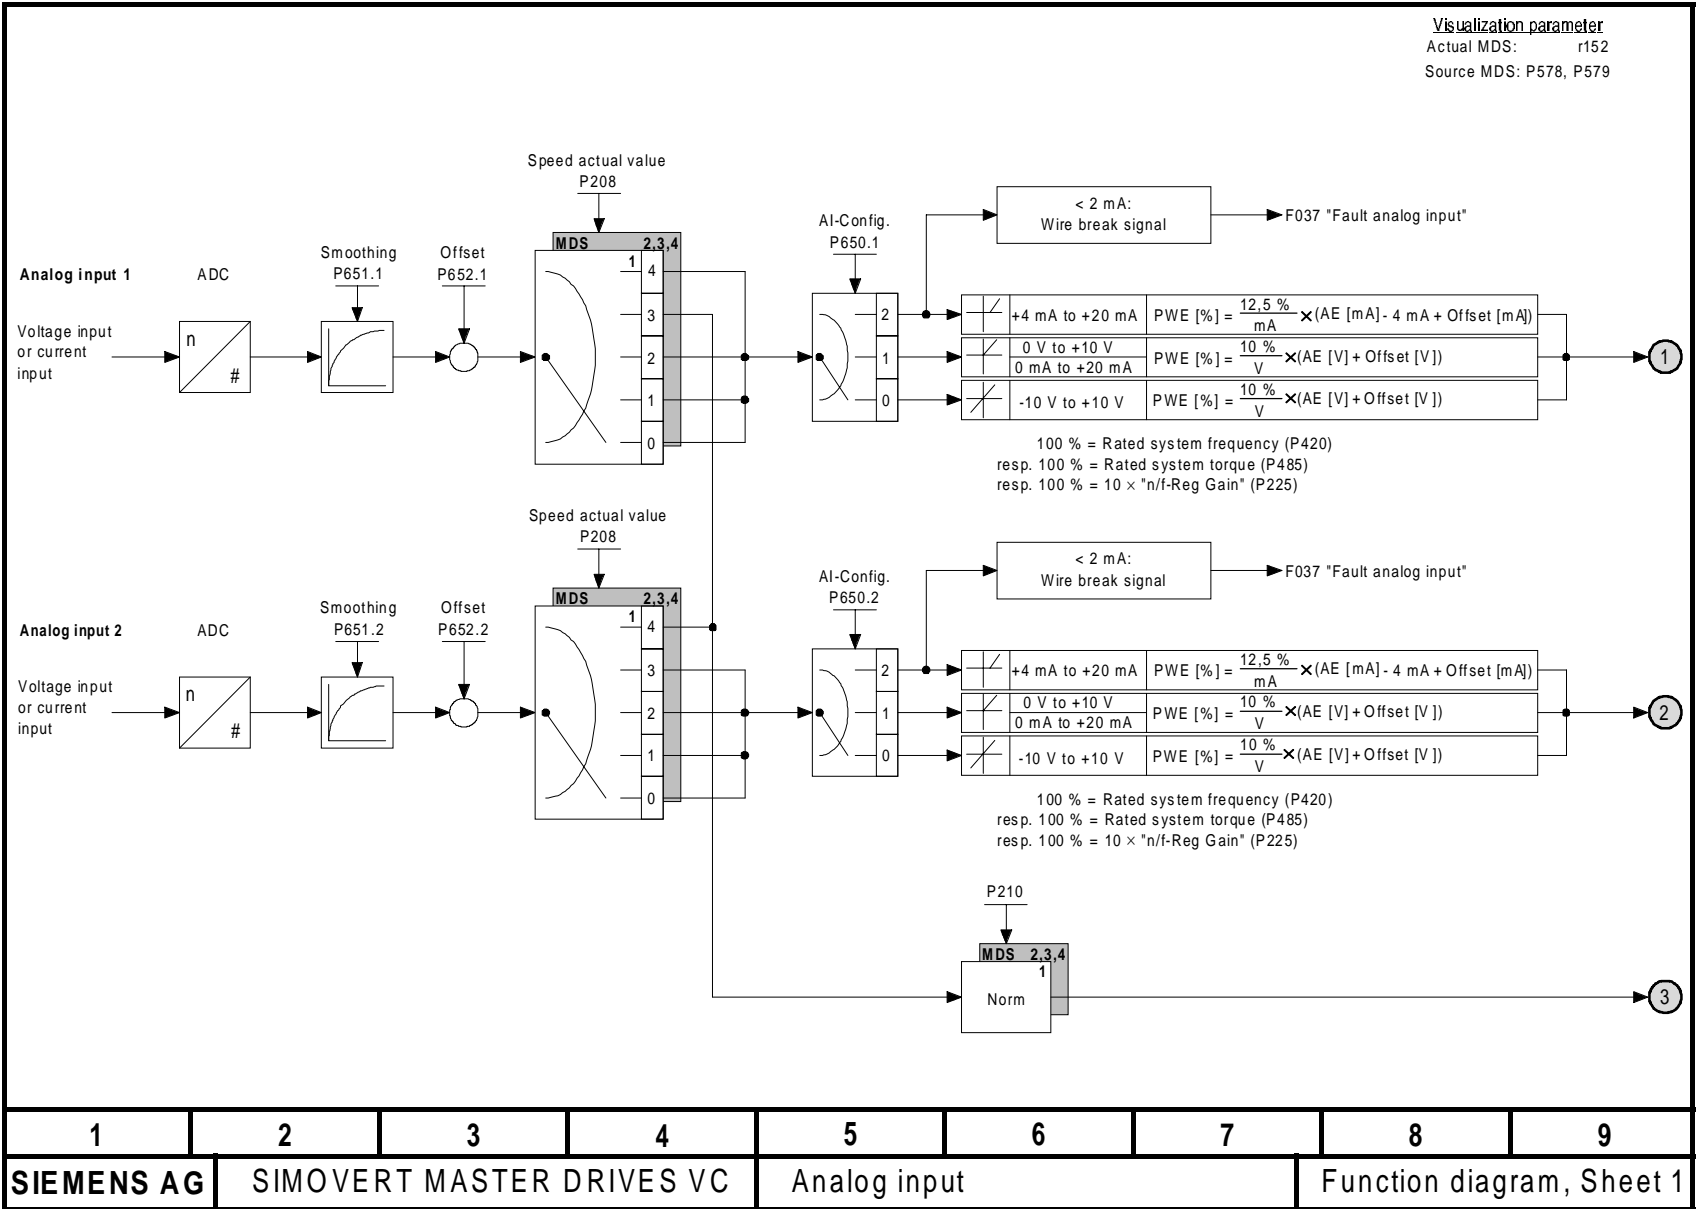 Visualization parameter
Actual MDS: r152
Source MDS: P578, P579
Speed actual value
P208
MDS 2,3,4
1
4
3
2
1
0
Analog input 1
ADC
Smoothing
P651.1
Offset
P652.1
Voltage input
or current
input
n
#
AI-Config.
P650.1
2
1
0
< 2 mA:
Wire break signal
F037 "Fault analog input"
+4 mA to +20 mA PWE [%] = 12,5 % / mA ×(AE [mA] - 4 mA + Offset [mA])
0 V to +10 V
0 mA to +20 mA
PWE [%] = 10 % / V ×(AE [V] + Offset [V])
-10 V to +10 V PWE [%] = 10 % / V ×(AE [V] + Offset [V])
1
100 % = Rated system frequency (P420)
resp. 100 % = Rated system torque (P485)
resp. 100 % = 10 × "n/f-Reg Gain" (P225)
Speed actual value
P208
MDS 2,3,4
1
4
3
2
1
0
Analog input 2
ADC
Smoothing
P651.2
Offset
P652.2
Voltage input
or current
input
n
#
AI-Config.
P650.2
2
1
0
< 2 mA:
Wire break signal
F037 "Fault analog input"
+4 mA to +20 mA PWE [%] = 12,5 % / mA ×(AE [mA] - 4 mA + Offset [mA])
0 V to +10 V
0 mA to +20 mA
PWE [%] = 10 % / V ×(AE [V] + Offset [V])
-10 V to +10 V PWE [%] = 10 % / V ×(AE [V] + Offset [V])
2
100 % = Rated system frequency (P420)
resp. 100 % = Rated system torque (P485)
resp. 100 % = 10 × "n/f-Reg Gain" (P225)
P210
MDS 2,3,4
1
Norm
3
1 2 3 4 5 6 7 8 9
SIEMENS AG SIMOVERT MASTER DRIVES VC Analog input Function diagram, Sheet 1